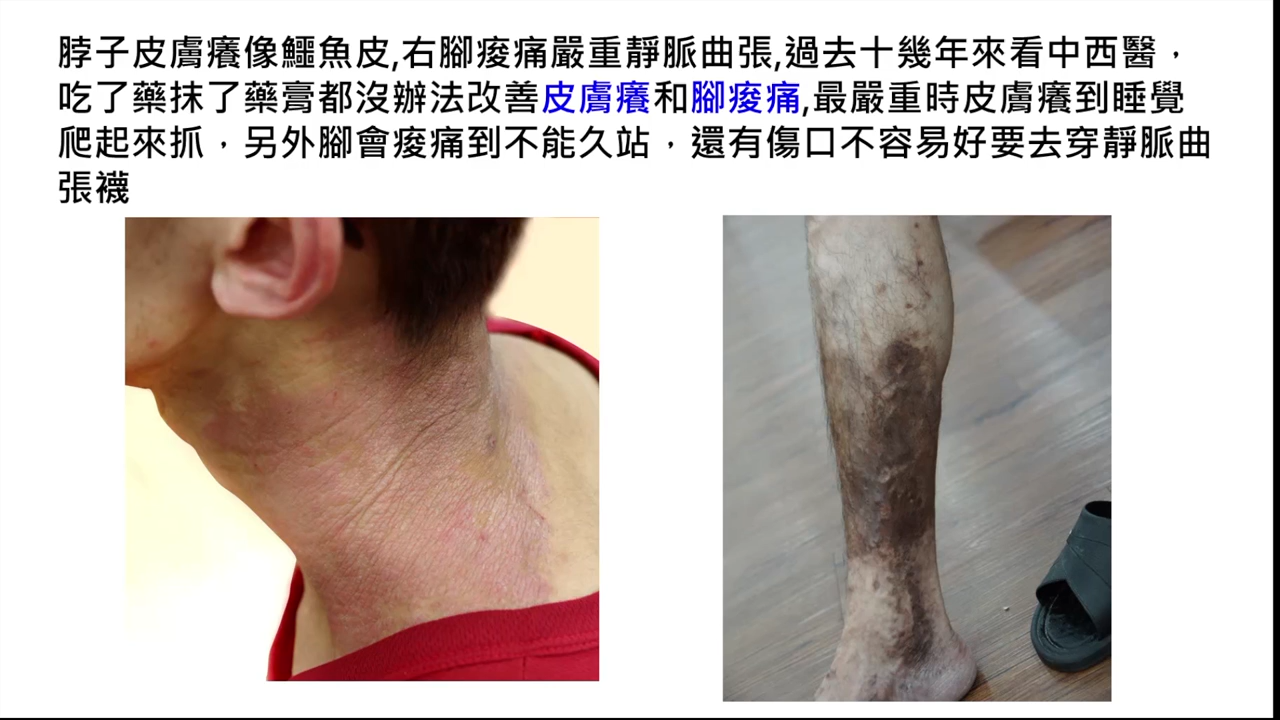 脖子皮膚癢像鱷魚皮,右腳痠痛嚴重靜脈曲張,過去十幾年來看中西醫，
吃了藥抹了藥膏都沒辦法改善皮膚癢和腳痠痛,最嚴重時皮膚癢到睡覺
爬起來抓，另外腳會痠痛到不能久站，還有傷口不容易好要去穿靜脈曲
張襪